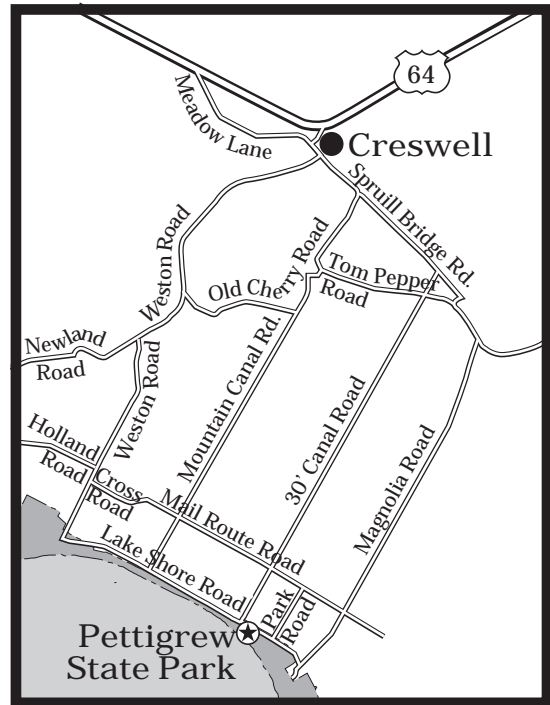 64
Meadow Lane
Creswell
Spruill Bridge Rd.
Weston Road
Old Cherry Road
Tom Pepper
Road
Newland
Road
Weston Road
Mountain Canal Rd.
30' Canal Road
Magnolia Road
Holland
Road
Cross
Road
Mail Route Road
Lake Shore Road
Park
Road
Pettigrew
State Park